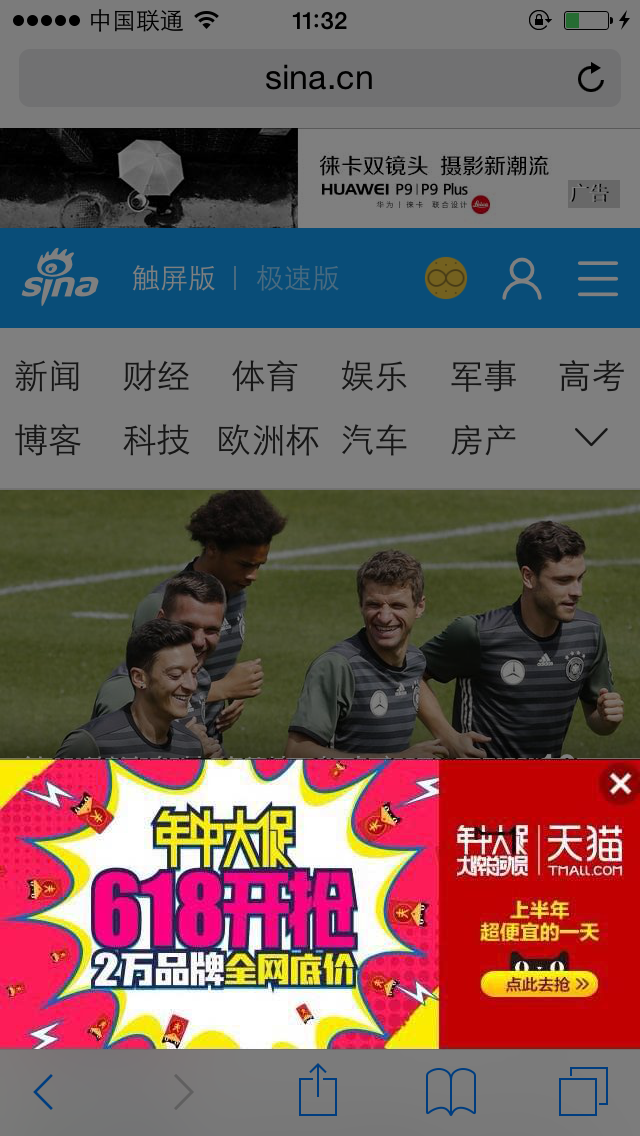 中国联通 11:32
sina.cn
徕卡双镜头 摄影新潮流
HUAWEI P9 | P9 Plus
华为 | 徕卡 联合设计 Leica
广告
sina 触屏版 | 极速版
新闻 财经 体育 娱乐 军事 高考
博客 科技 欧洲杯 汽车 房产
年中大促
618开抢
2万品牌全网底价
年中大促
大牌总动员
天猫
TMALL.COM
上半年
超便宜的一天
点此去抢 >>